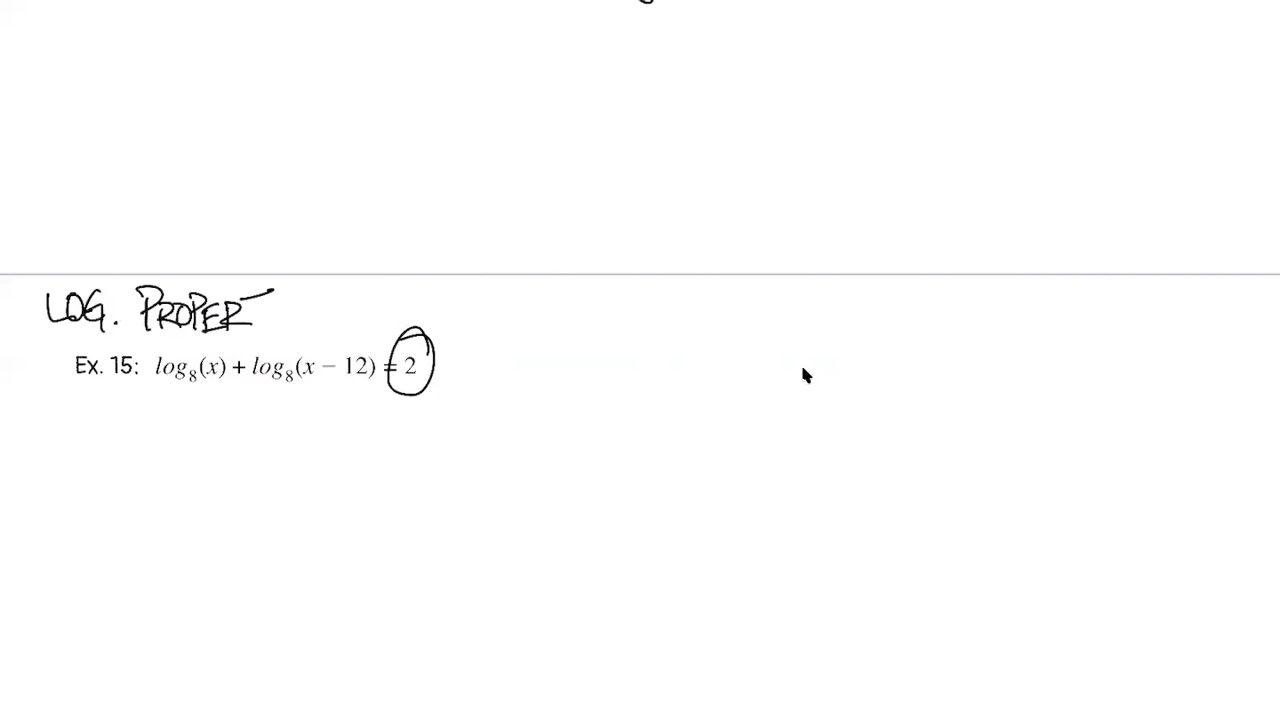 LOG. PROPER
Ex. 15: log₈(x) + log₈(x − 12) = 2